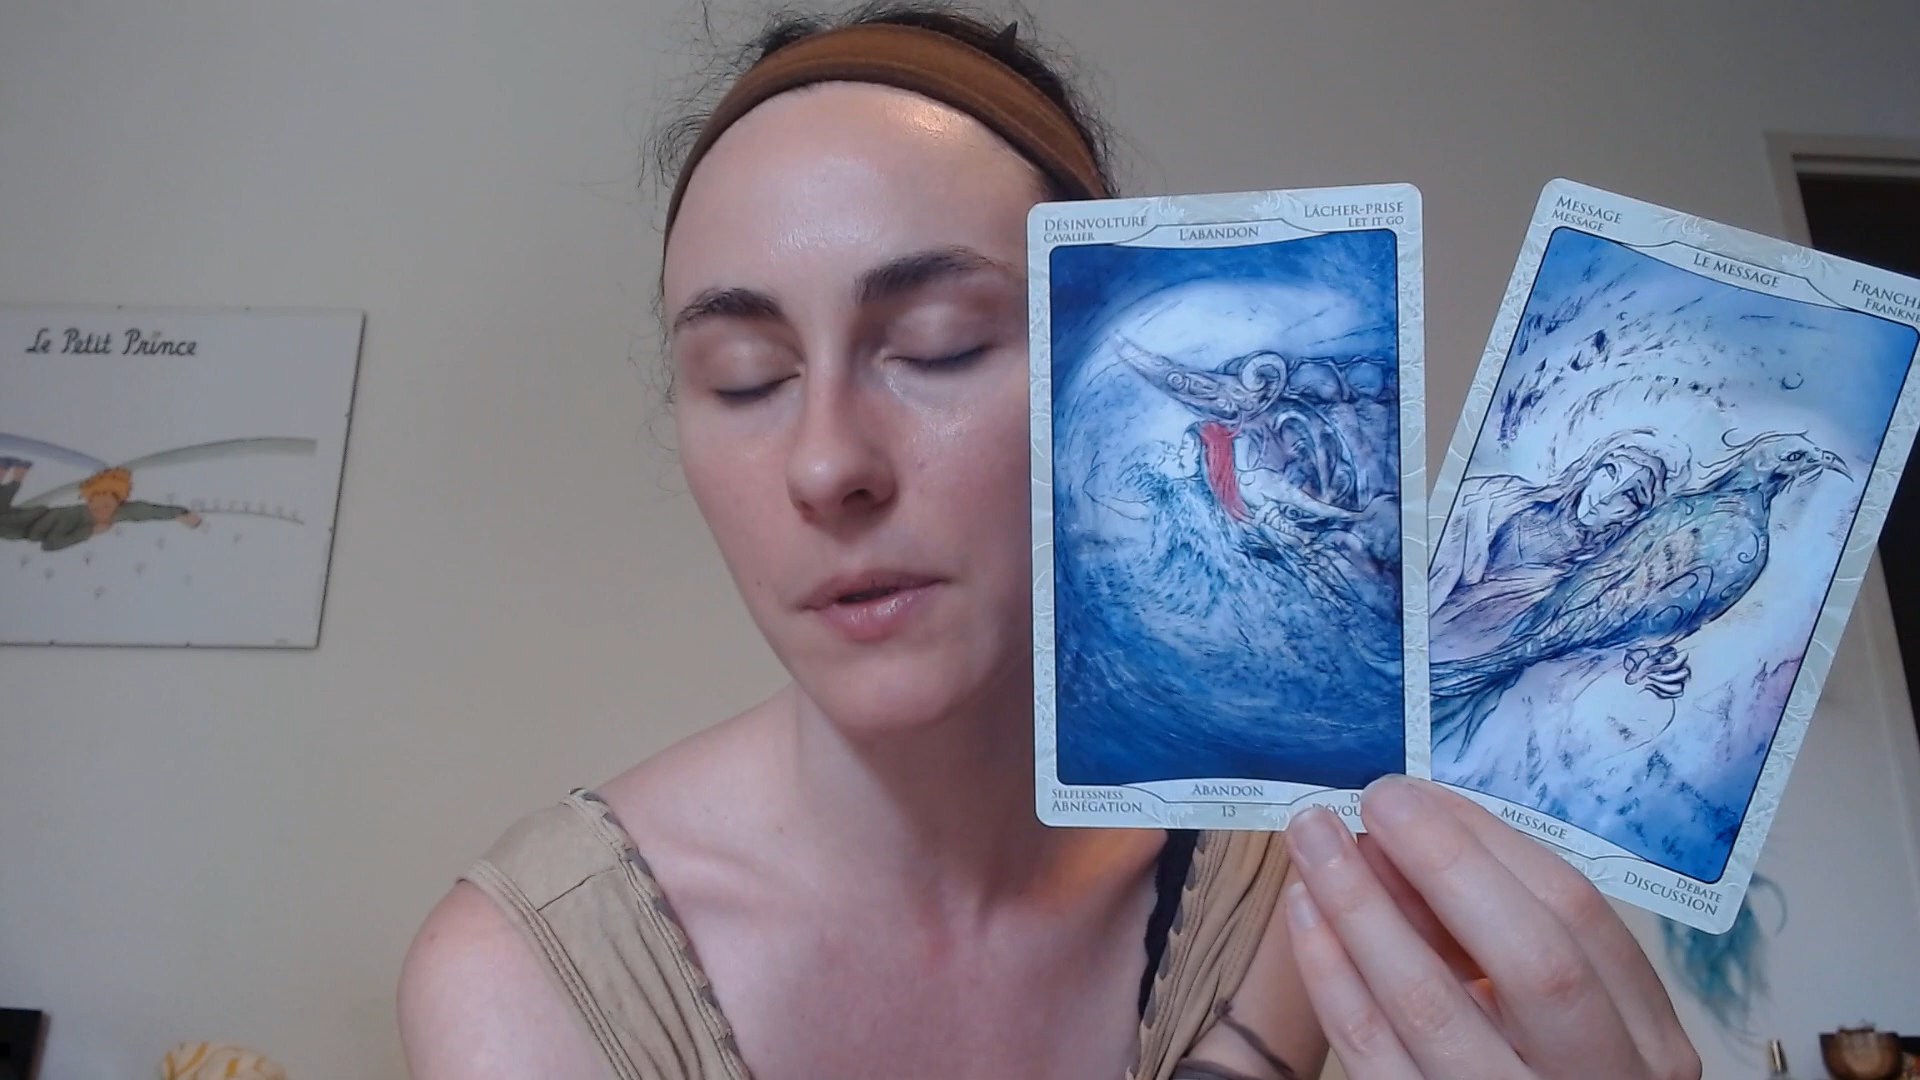 Le Petit Prince
DÉSINVOLTURE
CAVALIER
L'ABANDON
LÂCHER-PRISE
LET IT GO
SELFLESSNESS
ABNÉGATION
ABANDON
13
MESSAGE
MESSAGE
LE MESSAGE
MESSAGE
DEBATE
DISCUSSION